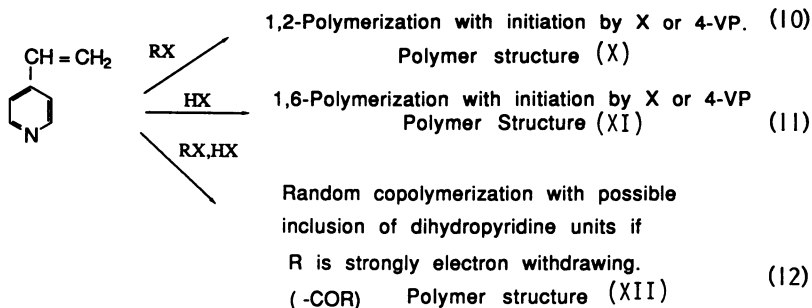 1,2-Polymerization with initiation by X or 4-VP. (10)
CH=CH₂
RX
Polymer structure (X)
HX
1,6-Polymerization with initiation by X or 4-VP
Polymer Structure (XI) (11)
N
RX,HX
Random copolymerization with possible
inclusion of dihydropyridine units if
R is strongly electron withdrawing.
(12)
(-COR) Polymer structure (XII)